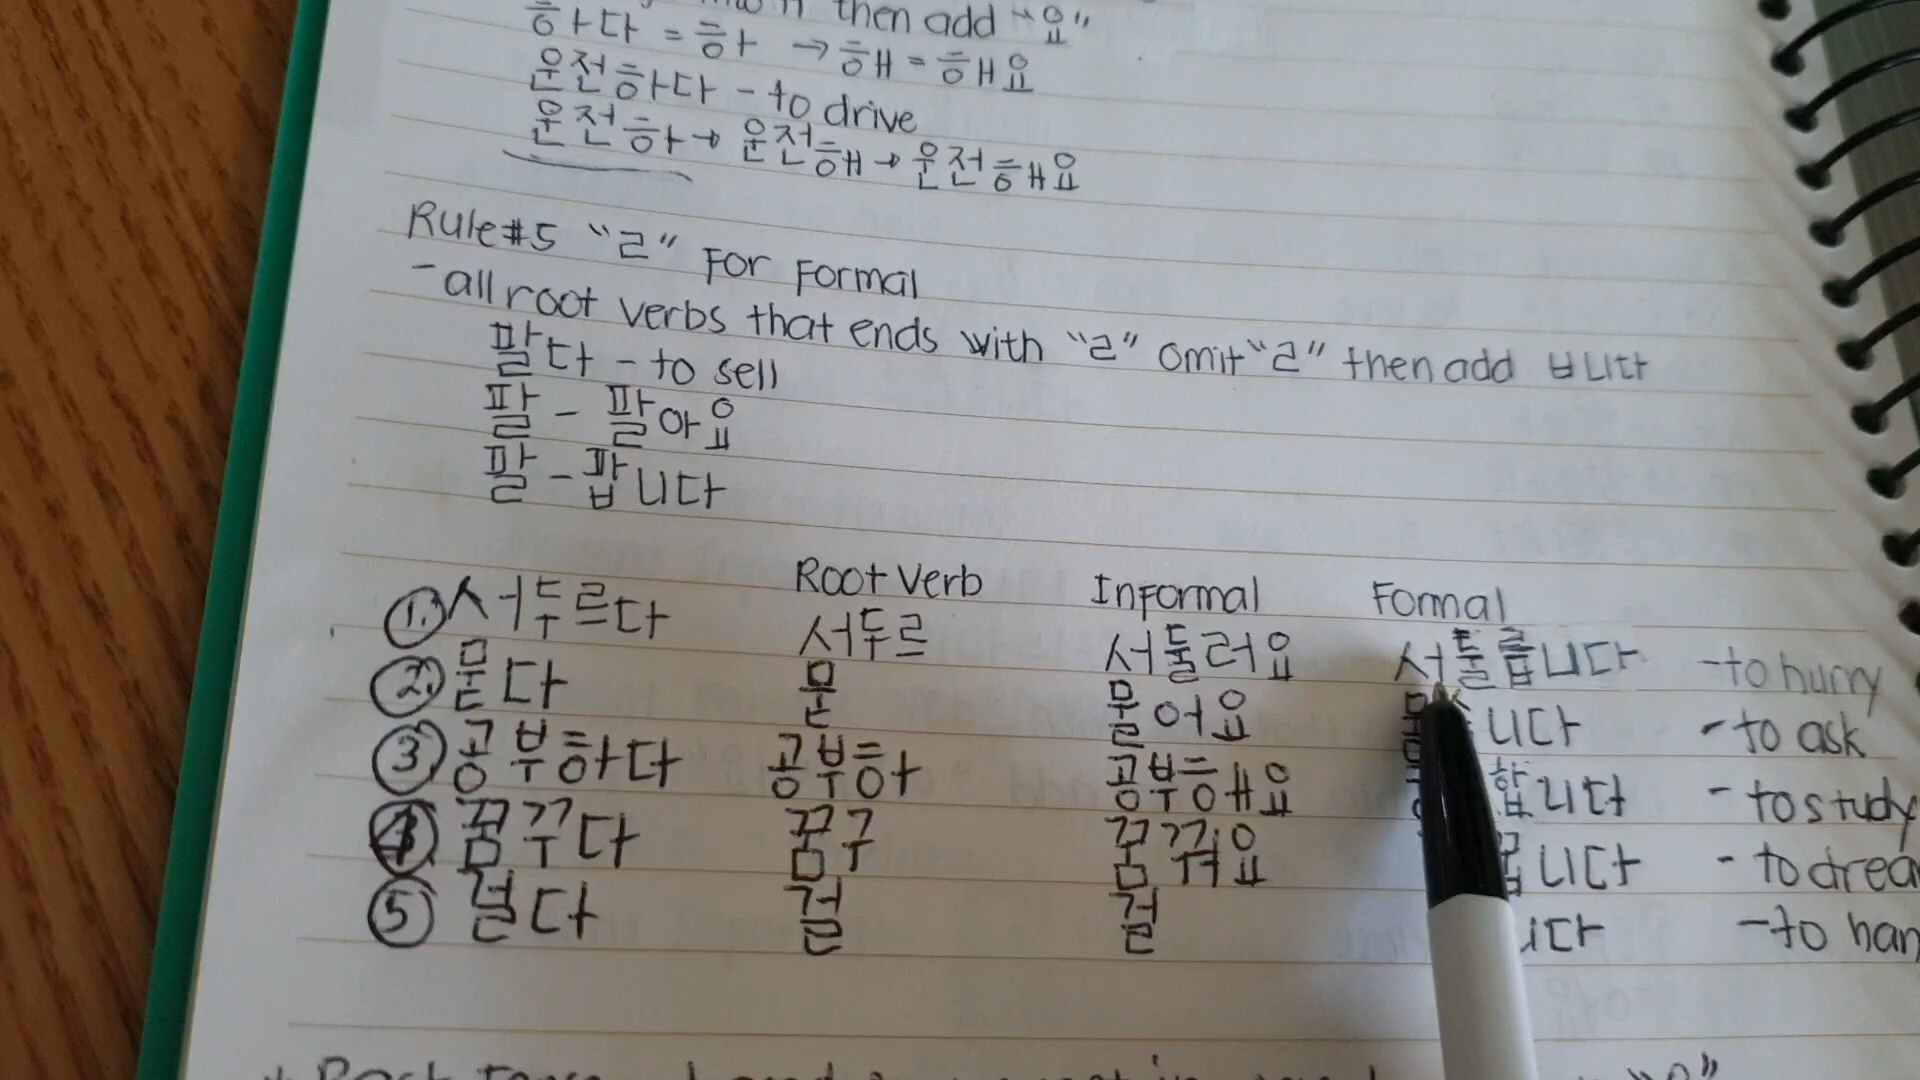 then add "요"
하다 = 하 → 해 = 해요
운전하다 - to drive
운전하 → 운전해 → 운전해요
Rule #5 "ㄹ" For Formal
- all root verbs that ends with "ㄹ" omit "ㄹ" then add ㅂ니다
팔다 - to sell
팔 - 팔아요
팔 - 팝니다
Root Verb Informal Formal
1. 서두르다 서두르 서둘러요 서둘릅니다 - to hurry
2. 묻다 묻 물어요 니다 - to ask
3 공부하다 공부하 공부해요 합니다 - to study
4 꿈꾸다 꿈구 꿈꿔요 니다 - to
5 걸다 걸 걸 니다 - to